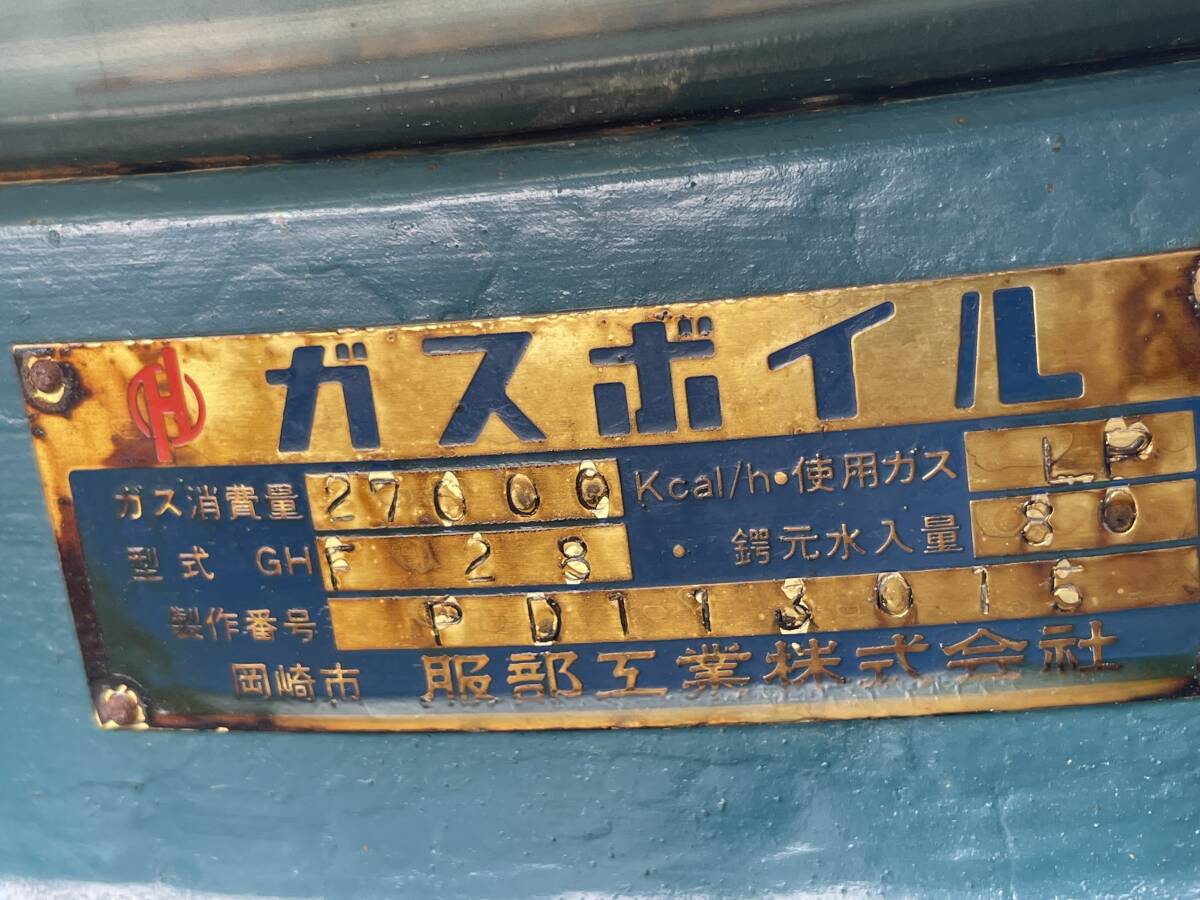 ガスボイル
ガス消費量 27000 Kcal/h•使用ガス LP
型式 GHF 28 • 鍔元水入量 80
製作番号 PD113015
岡崎市 服部工業株式会社